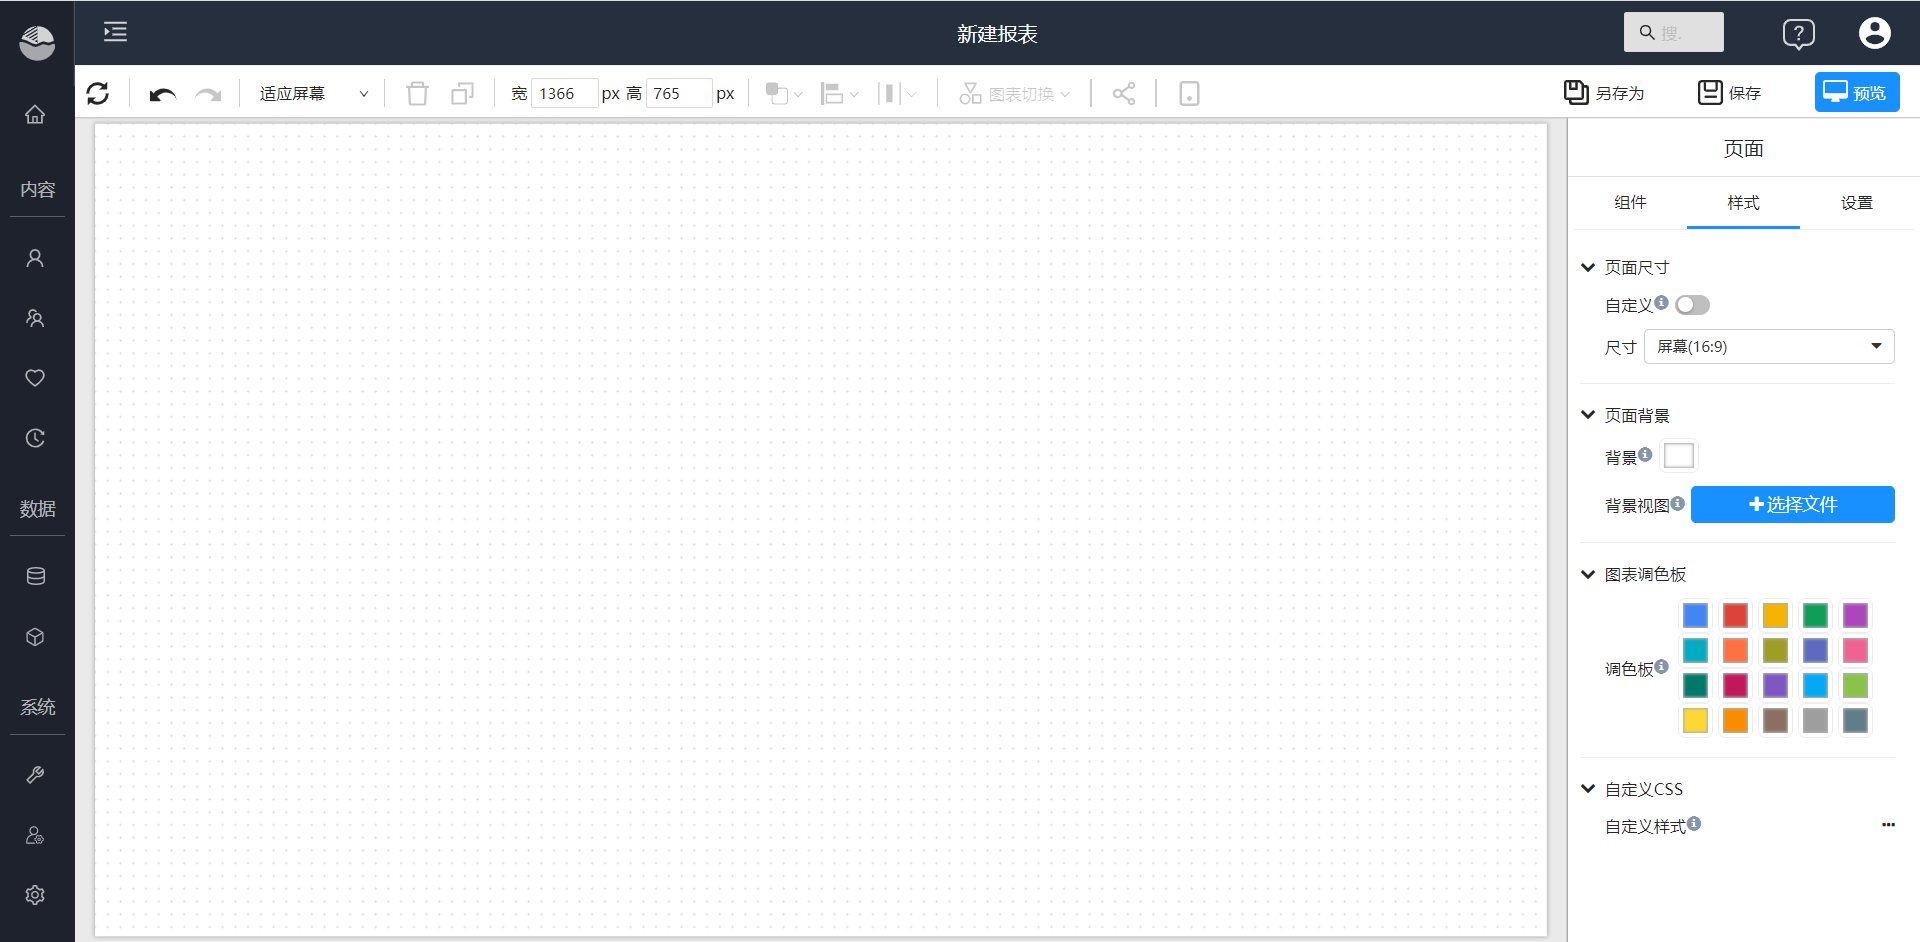 新建报表
搜.
适应屏幕
宽 1366 px 高 765 px
图表切换
另存为
保存
预览
内容
数据
系统
页面
组件 样式 设置
页面尺寸
自定义
尺寸 屏幕(16:9)
页面背景
背景
背景视图 选择文件
图表调色板
调色板
自定义CSS
自定义样式